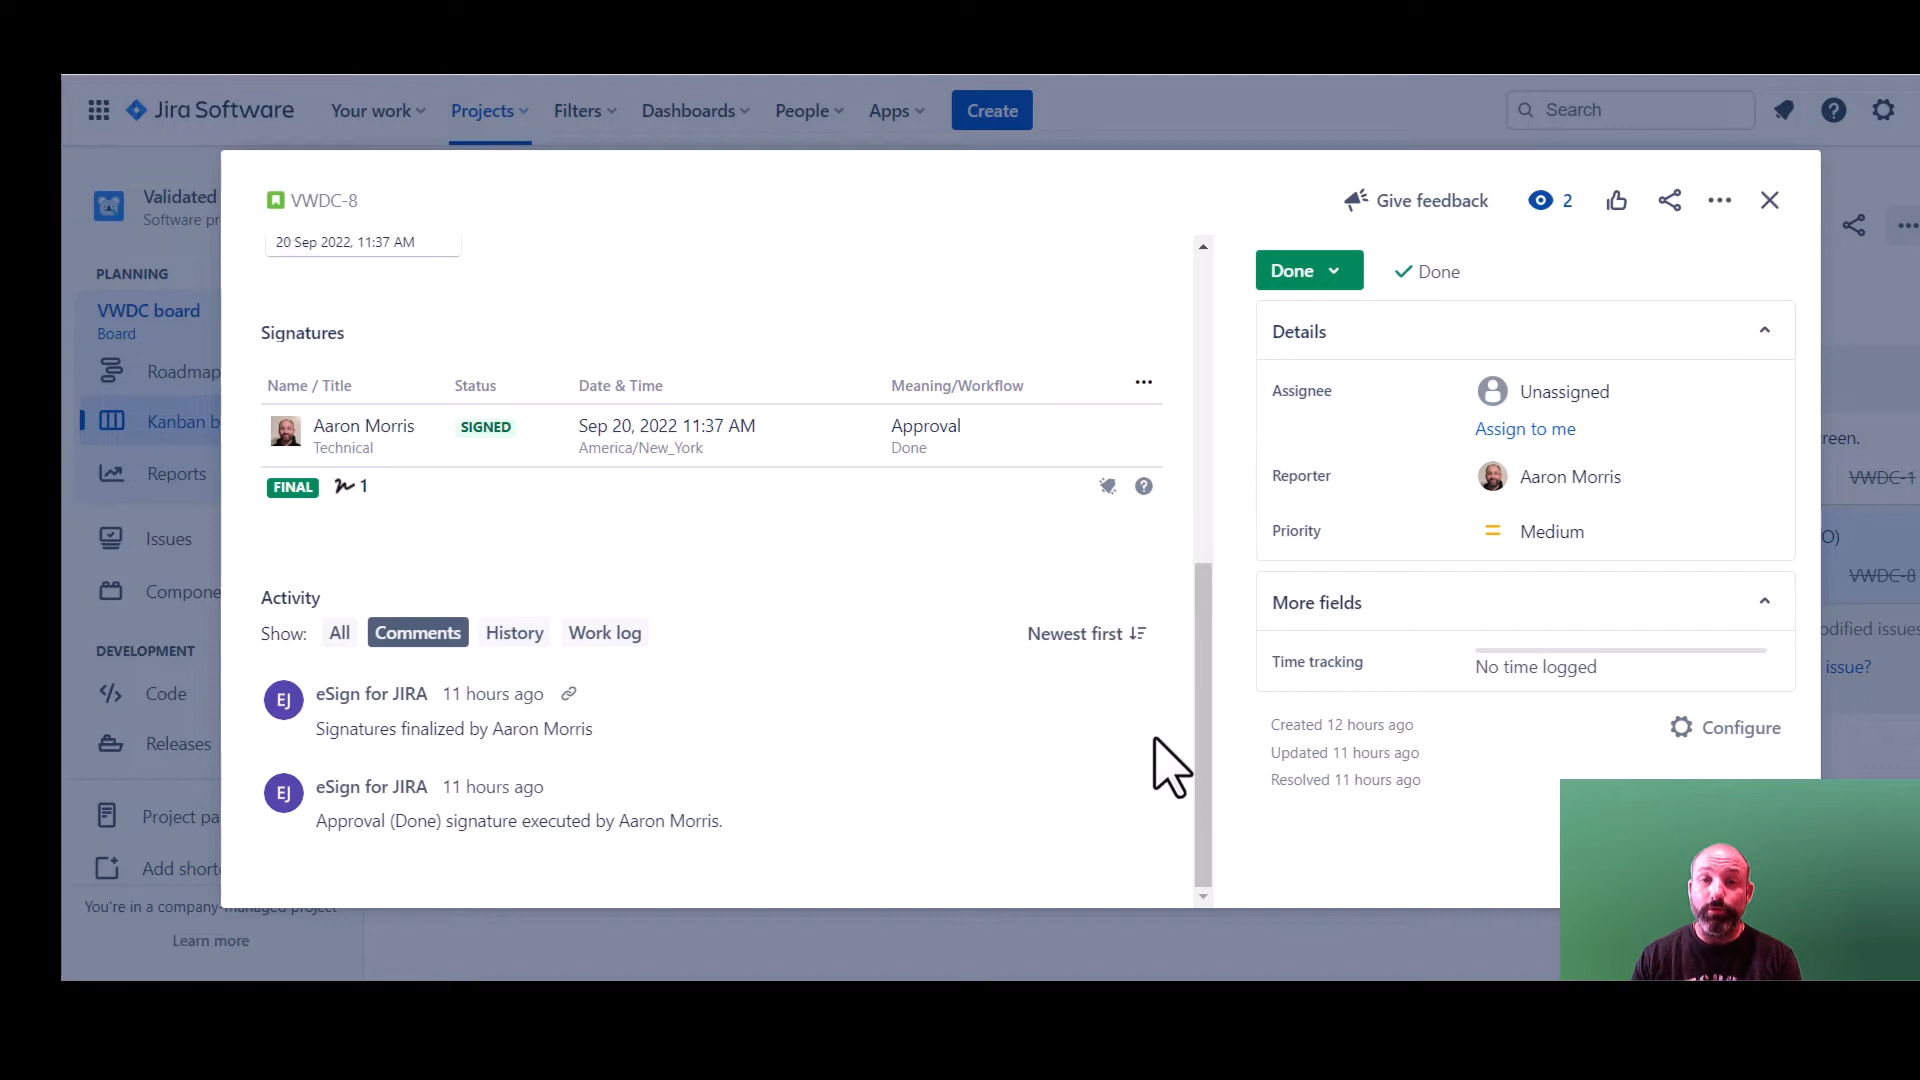 Jira Software
Your work
Projects
Filters
Dashboards
People
Apps
Create
Search
Validated
Software pr
PLANNING
VWDC board
Board
Roadmap
Kanban b
Reports
Issues
Compone
DEVELOPMENT
Code
Releases
Project pa
Add shortc
You're in a company-managed project
Learn more
VWDC-8
Give feedback
2
20 Sep 2022, 11:37 AM
Signatures
Name / Title Status Date & Time Meaning/Workflow
Aaron Morris SIGNED Sep 20, 2022 11:37 AM Approval
Technical America/New_York Done
FINAL 1
Activity
Show: All Comments History Work log Newest first
EJ eSign for JIRA 11 hours ago
Signatures finalized by Aaron Morris
EJ eSign for JIRA 11 hours ago
Approval (Done) signature executed by Aaron Morris.
Done Done
Details
Assignee Unassigned
Assign to me
Reporter Aaron Morris
Priority Medium
More fields
Time tracking No time logged
Created 12 hours ago
Updated 11 hours ago
Resolved 11 hours ago
Configure
reen.
VWDC-1
O)
VWDC-8
odified issues
issue?